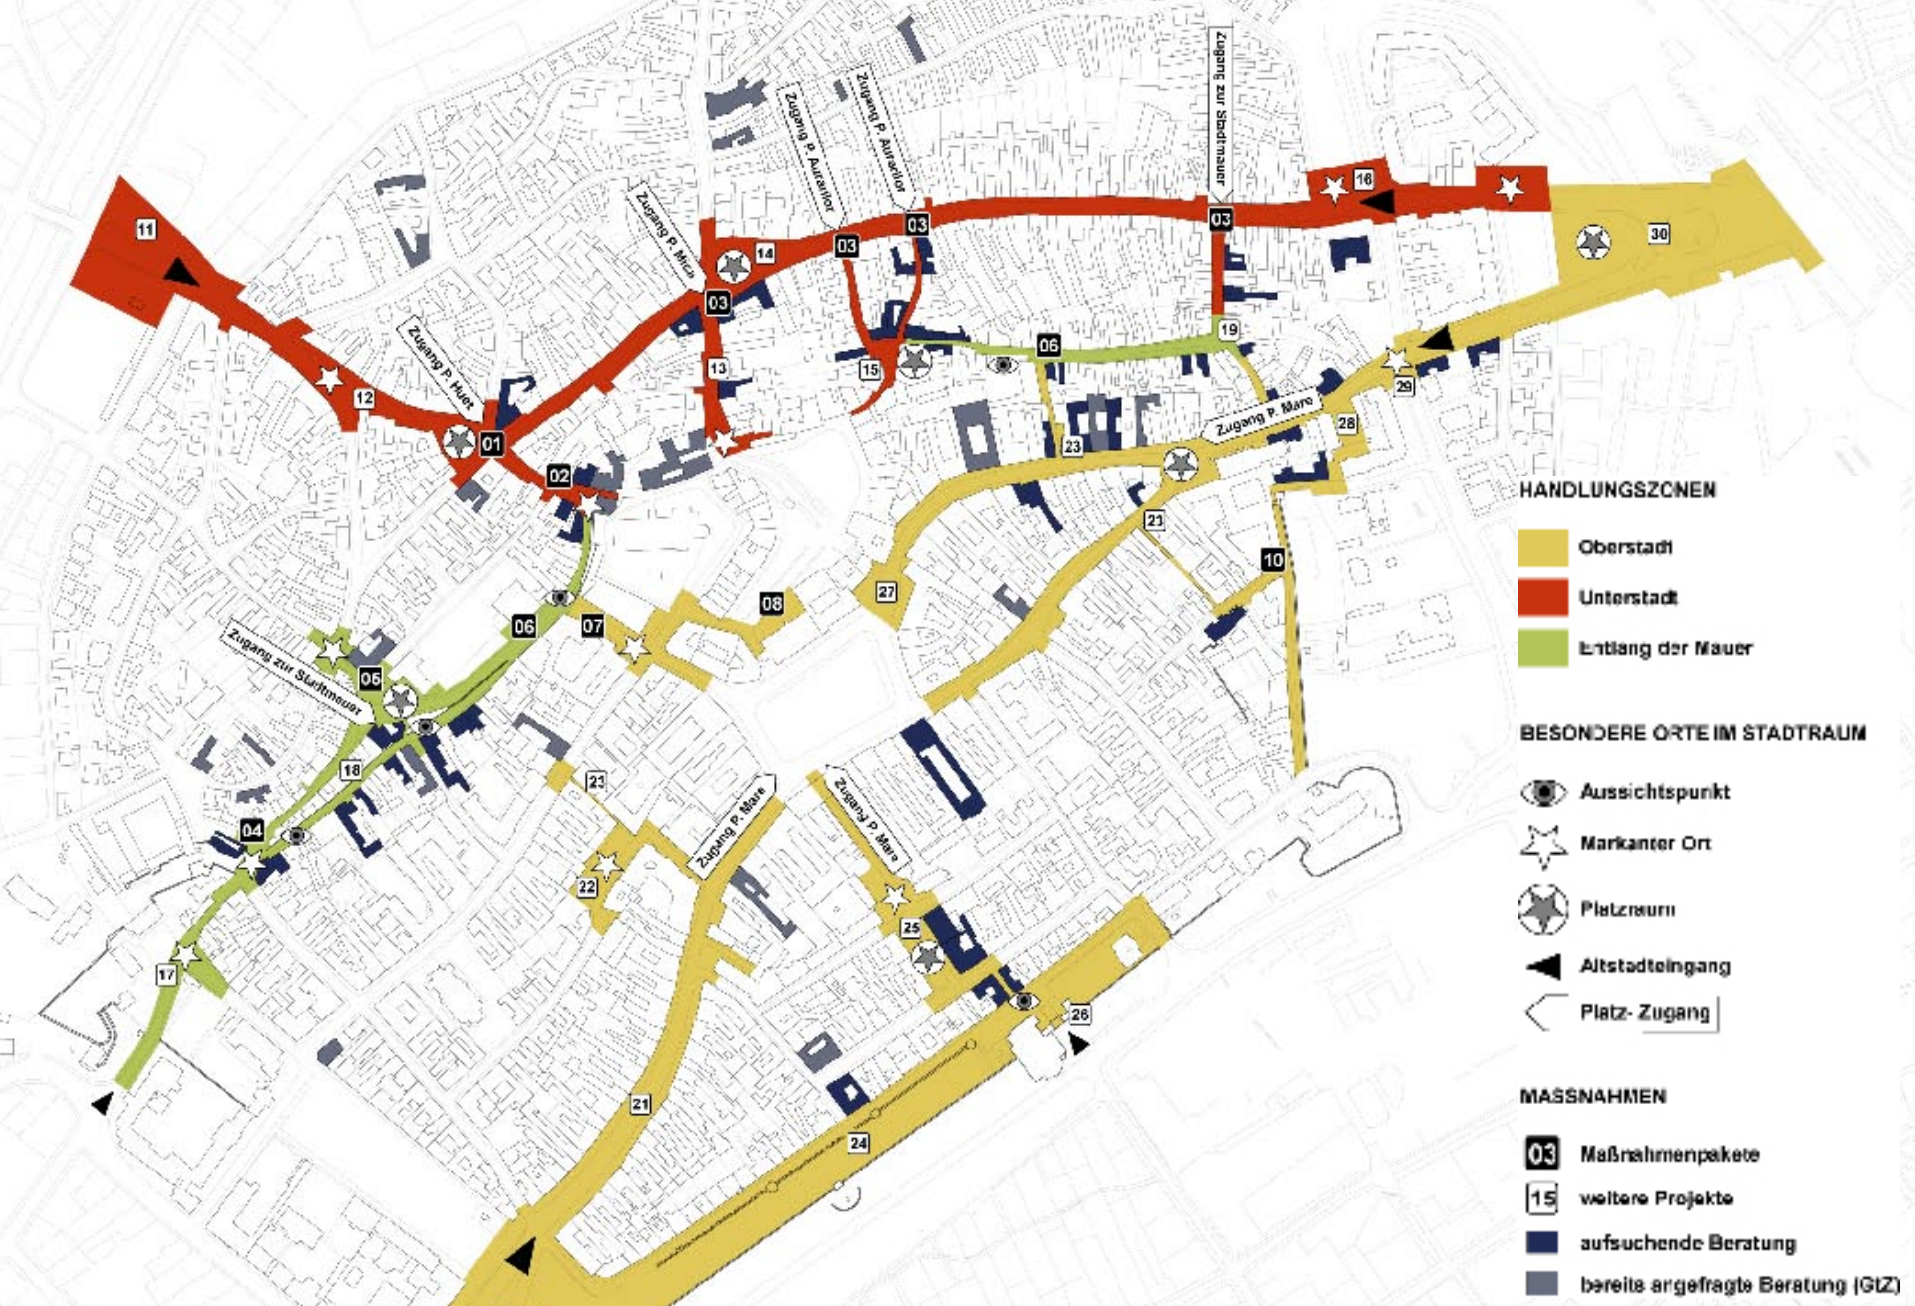 Zugang zur Stadtmauer
Zugang P. Aurarilor
Zugang P. Aurarilor
16
11
03
03
03
30
Zugang P. Mica
14
03
19
Zugang P. Huet
06
13
15
12
29
Zugang P. Mare
28
01
23
02
HANDLUNGSZONEN
Oberstadt
Unterstadt
Entlang der Mauer
21
10
27
08
06
07
Zugang zur Stadtmauer
05
BESONDERE ORTE IM STADTRAUM
Aussichtspunkt
Markanter Ort
Platzraum
Altstadteingang
Platz- Zugang
18
23
Zugang P. Mare
Zugang P. Mare
04
22
25
17
26
21
24
MASSNAHMEN
03 Maßnahmenpakete
15 weitere Projekte
aufsuchende Beratung
bereits angefragte Beratung (GtZ)